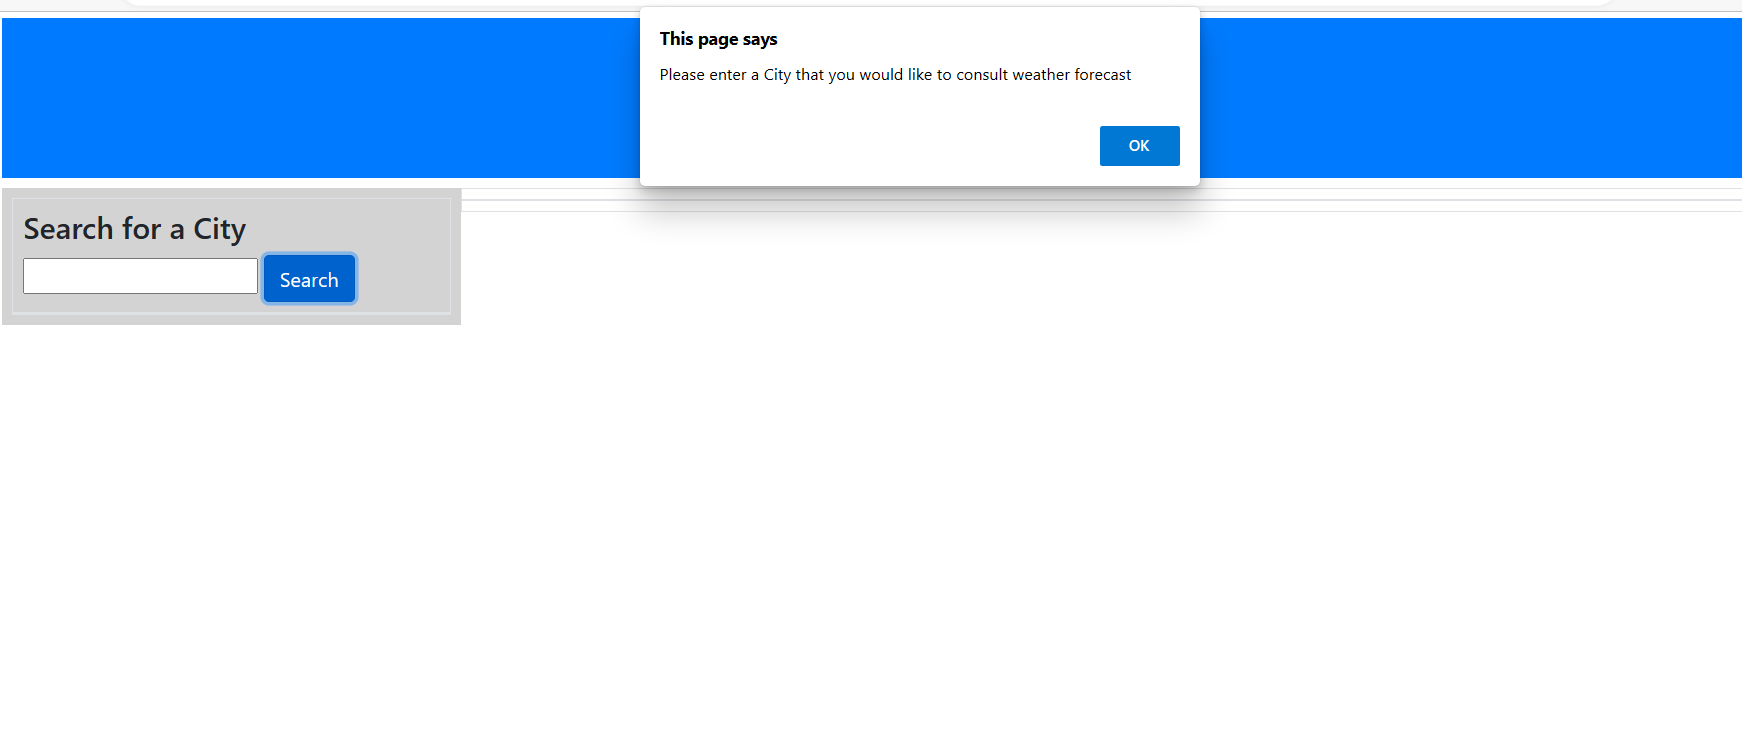 This page says
Please enter a City that you would like to consult weather forecast
OK
Search for a City
Search